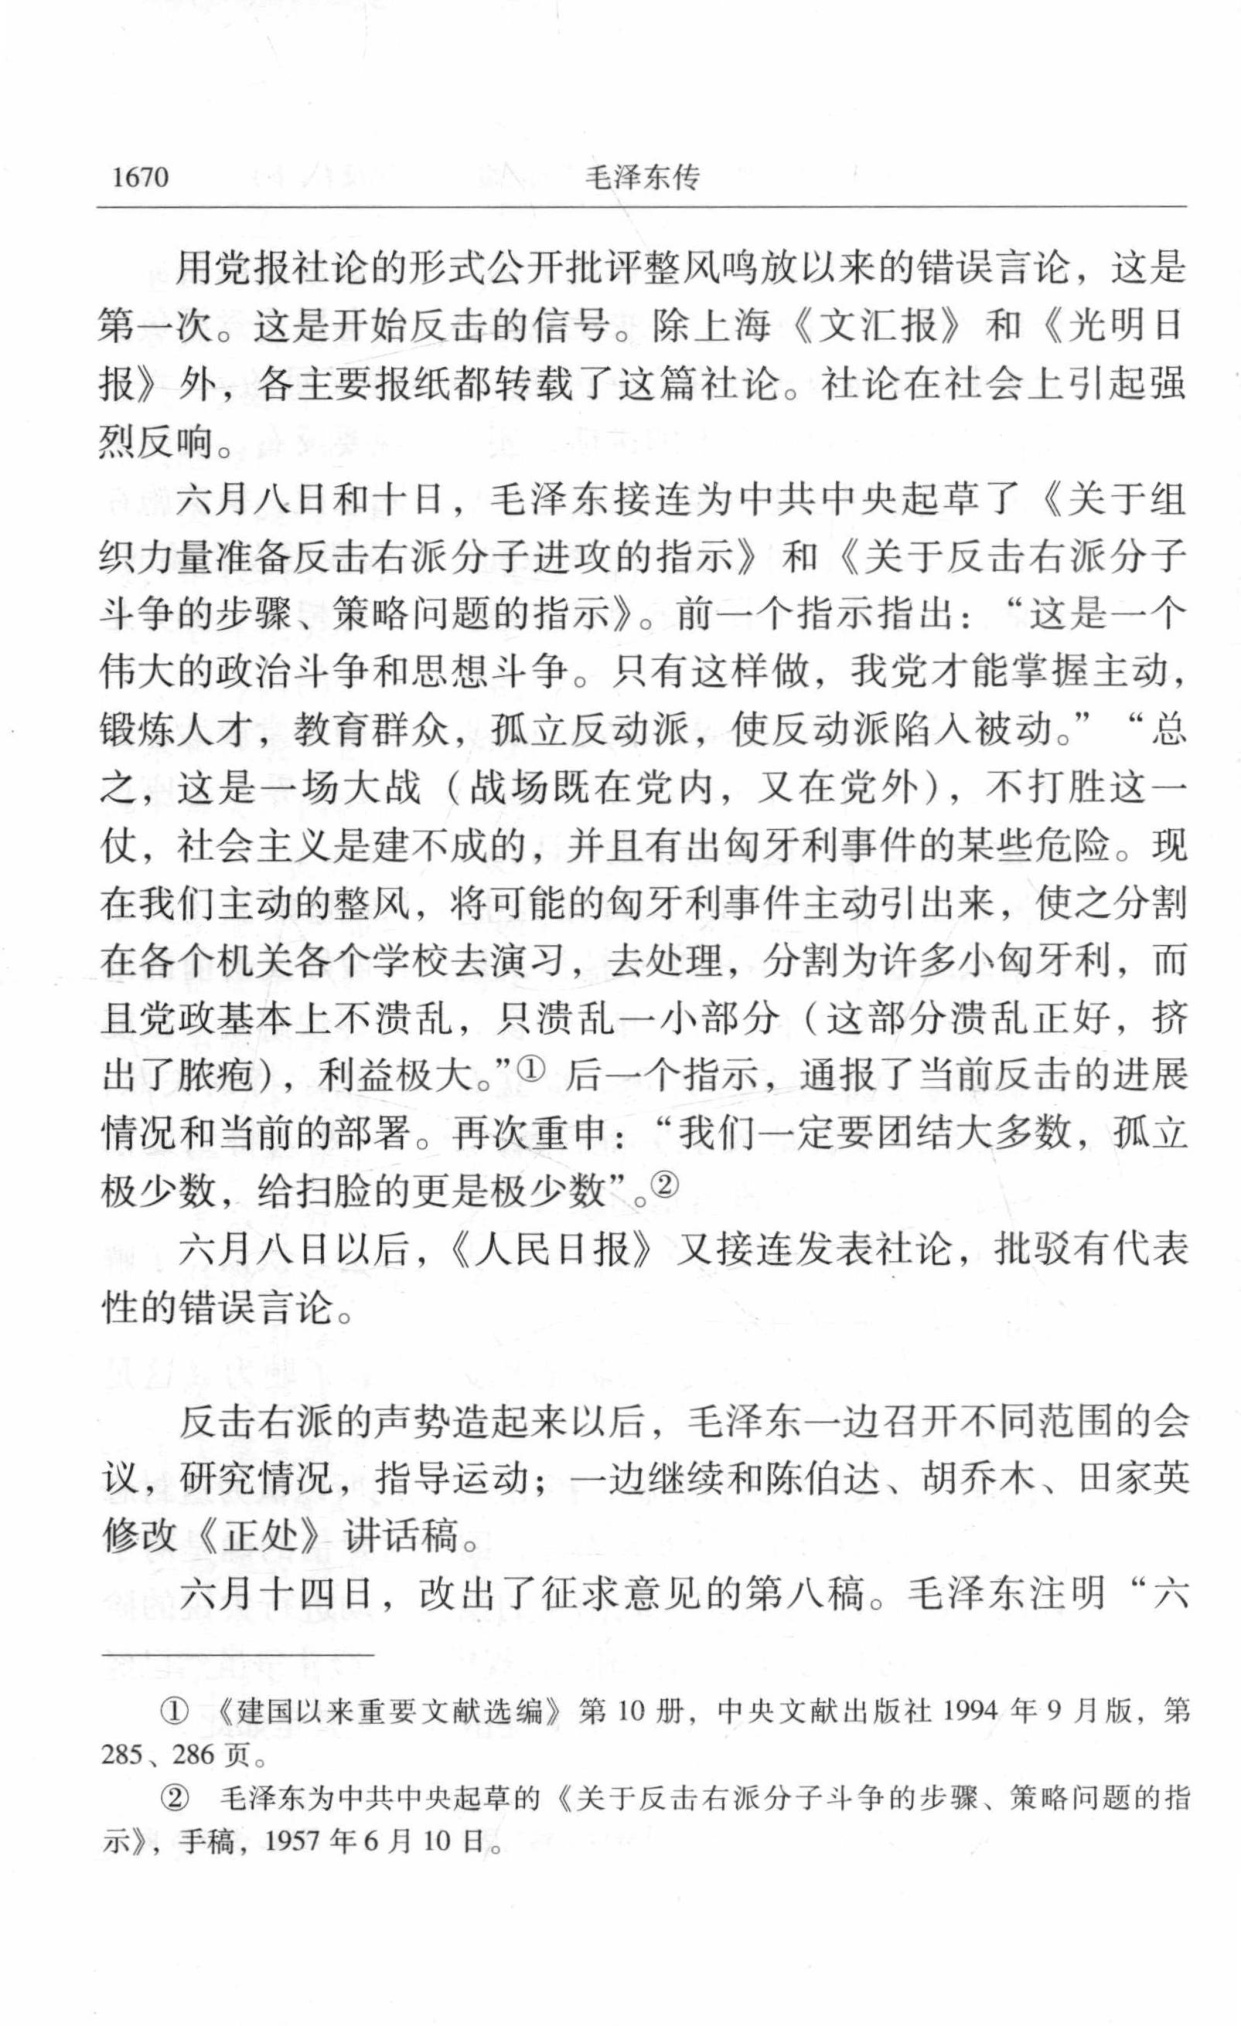 1670 毛泽东传
用党报社论的形式公开批评整风鸣放以来的错误言论，这是
第一次。这是开始反击的信号。除上海《文汇报》和《光明日
报》外，各主要报纸都转载了这篇社论。社论在社会上引起强
烈反响。
六月八日和十日，毛泽东接连为中共中央起草了《关于组
织力量准备反击右派分子进攻的指示》和《关于反击右派分子
斗争的步骤、策略问题的指示》。前一个指示指出：“这是一个
伟大的政治斗争和思想斗争。只有这样做，我党才能掌握主动，
锻炼人才，教育群众，孤立反动派，使反动派陷入被动。”“总
之，这是一场大战（战场既在党内，又在党外），不打胜这一
仗，社会主义是建不成的，并且有出匈牙利事件的某些危险。现
在我们主动的整风，将可能的匈牙利事件主动引出来，使之分割
在各个机关各个学校去演习，去处理，分割为许多小匈牙利，而
且党政基本上不溃乱，只溃乱一小部分（这部分溃乱正好，挤
出了脓疱），利益极大。”① 后一个指示，通报了当前反击的进展
情况和当前的部署。再次重申：“我们一定要团结大多数，孤立
极少数，给扫脸的更是极少数”。②
六月八日以后，《人民日报》又接连发表社论，批驳有代表
性的错误言论。
反击右派的声势造起来以后，毛泽东一边召开不同范围的会
议，研究情况，指导运动；一边继续和陈伯达、胡乔木、田家英
修改《正处》讲话稿。
六月十四日，改出了征求意见的第八稿。毛泽东注明“六
① 《建国以来重要文献选编》第 10 册，中央文献出版社 1994 年 9 月版，第
285、286 页。
② 毛泽东为中共中央起草的《关于反击右派分子斗争的步骤、策略问题的指
示》，手稿，1957 年 6 月 10 日。